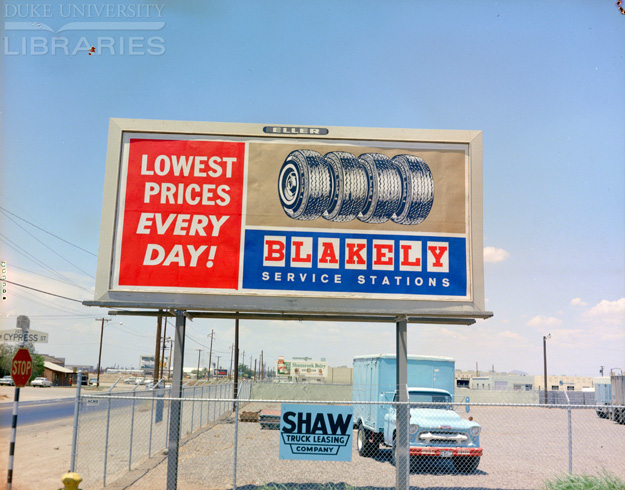 DUKE UNIVERSITY
LIBRARIES
ELLER
LOWEST
PRICES
EVERY
DAY!
BLAKELY
SERVICE STATIONS
CYPRESS ST
STOP
SHAW
TRUCK LEASING
COMPANY